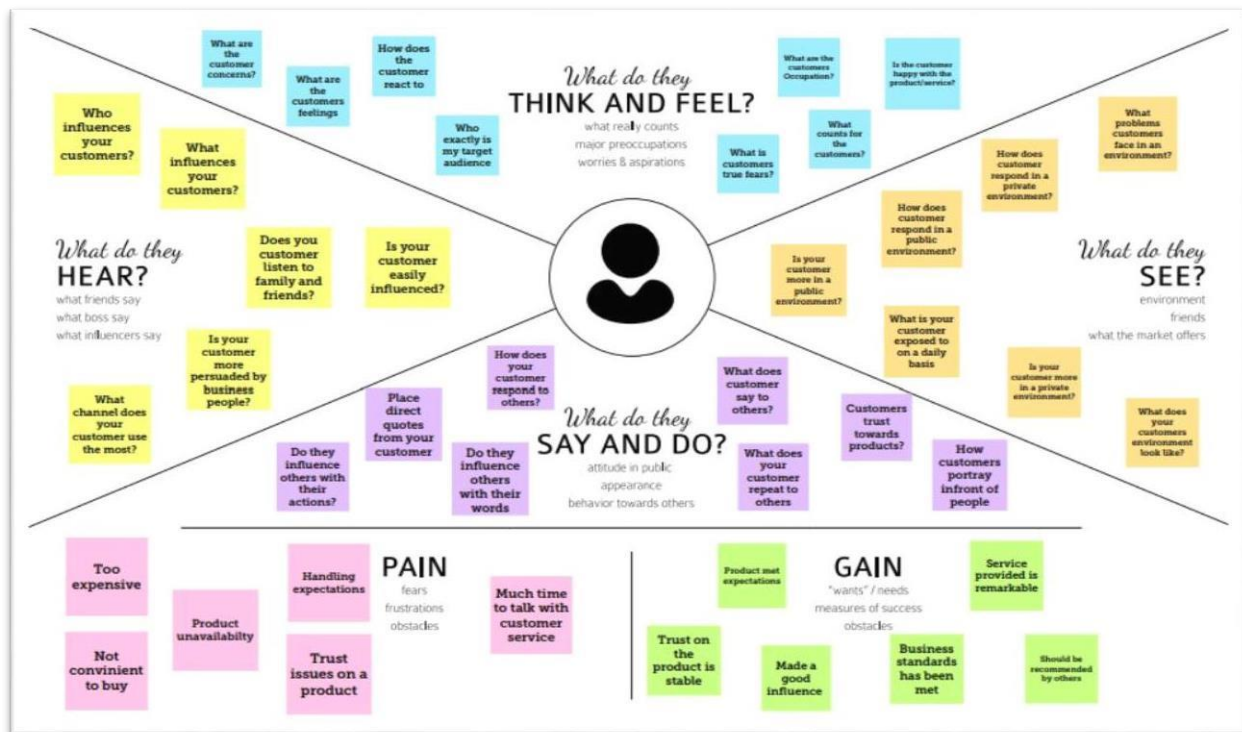 What are
the
customer
concerns?
What are
the
customers
feelings
How does
the
customer
react to
Who
exactly is
my target
audience
What do they
THINK AND FEEL?
what really counts
major preoccupations
worries & aspirations
What are the
customers
Occupation?
Is the customer
happy with the
product/service?
What is
customers
true fears?
What
counts for
the
customers?
Who
influences
your
customers?
What
influences
your
customers?
What do they
HEAR?
what friends say
what boss say
what influencers say
Does you
customer
listen to
family and
friends?
Is your
customer
easily
influenced?
Is your
customer
more
persuaded by
business
people?
What
channel does
your
customer use
the most?
What
problems
customers
face in an
environment?
How does
customer
respond in a
private
environment?
How does
customer
respond in a
public
environment?
Is your
customer
more in a
public
environment?
What do they
SEE?
environment
friends
what the market offers
What is your
customer
exposed to
on a daily
basis
Is your
customer more
in a private
environment?
What does
your
customers
environment
look like?
How does
your
customer
respond to
others?
Place
direct
quotes
from your
customer
Do they
influence
others with
their
actions?
Do they
influence
others
with their
words
What do they
SAY AND DO?
attitude in public
appearance
behavior towards others
What does
customer
say to
others?
What does
your
customer
repeat to
others
Customers
trust
towards
products?
How
customers
portray
infront of
people
Too
expensive
Not
convinient
to buy
Product
unavailabilty
Handling
expectations
Trust
issues on a
product
PAIN
fears
frustrations
obstacles
Much time
to talk with
customer
service
Product met
expectations
GAIN
"wants" / needs
measures of success
obstacles
Service
provided is
remarkable
Trust on
the
product is
stable
Made a
good
influence
Business
standards
has been
met
Should be
recommended
by others